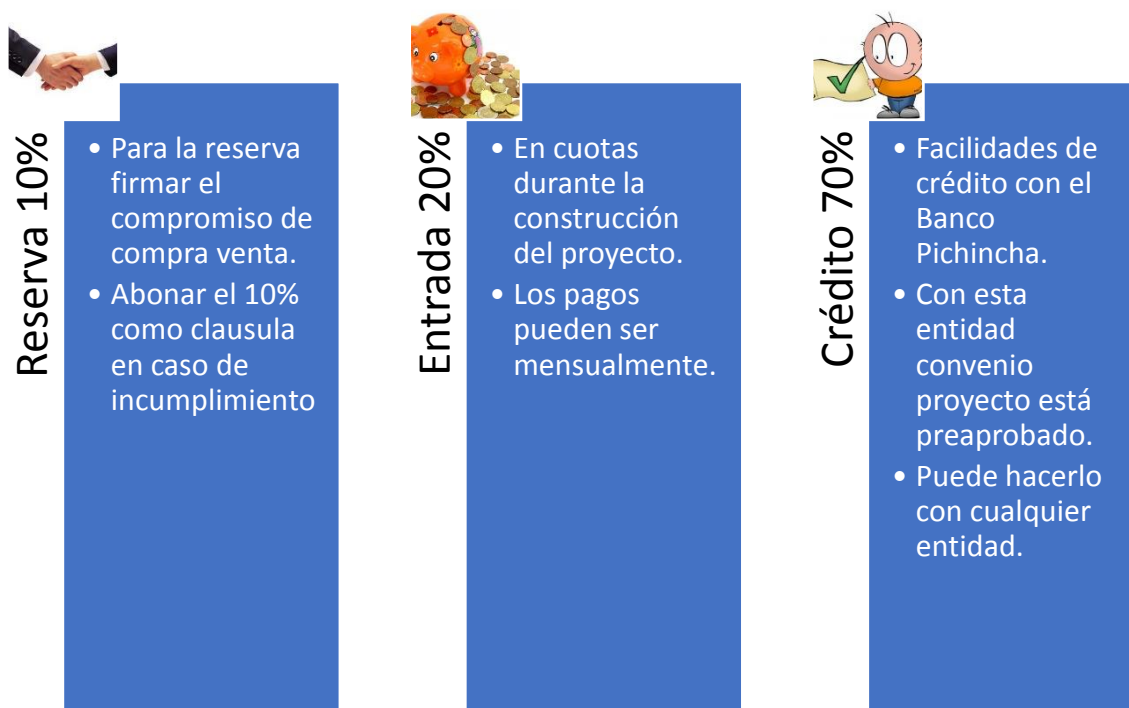 Reserva 10%
• Para la reserva
firmar el
compromiso de
compra venta.
• Abonar el 10%
como clausula
en caso de
incumplimiento
Entrada 20%
• En cuotas
durante la
construcción
del proyecto.
• Los pagos
pueden ser
mensualmente.
Crédito 70%
• Facilidades de
crédito con el
Banco
Pichincha.
• Con esta
entidad
convenio
proyecto está
preaprobado.
• Puede hacerlo
con cualquier
entidad.